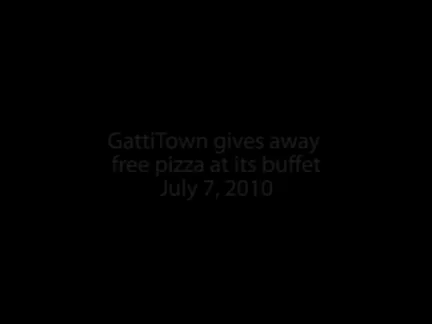 GattiTown gives away
free pizza at its buffet
July 7, 2010